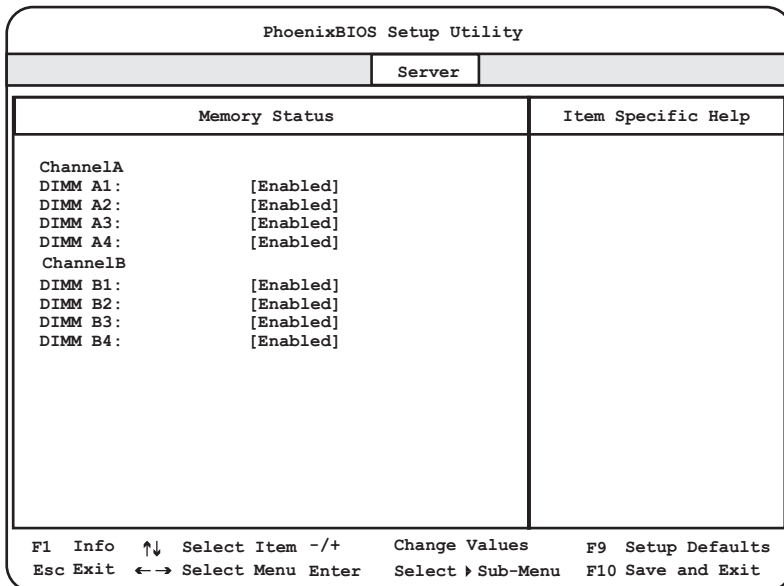 PhoenixBIOS Setup Utility
Server
Memory Status
Item Specific Help
ChannelA
DIMM A1: [Enabled]
DIMM A2: [Enabled]
DIMM A3: [Enabled]
DIMM A4: [Enabled]
ChannelB
DIMM B1: [Enabled]
DIMM B2: [Enabled]
DIMM B3: [Enabled]
DIMM B4: [Enabled]
F1 Info ↑↓ Select Item -/+ Change Values F9 Setup Defaults
Esc Exit ←→ Select Menu Enter Select ▶ Sub-Menu F10 Save and Exit